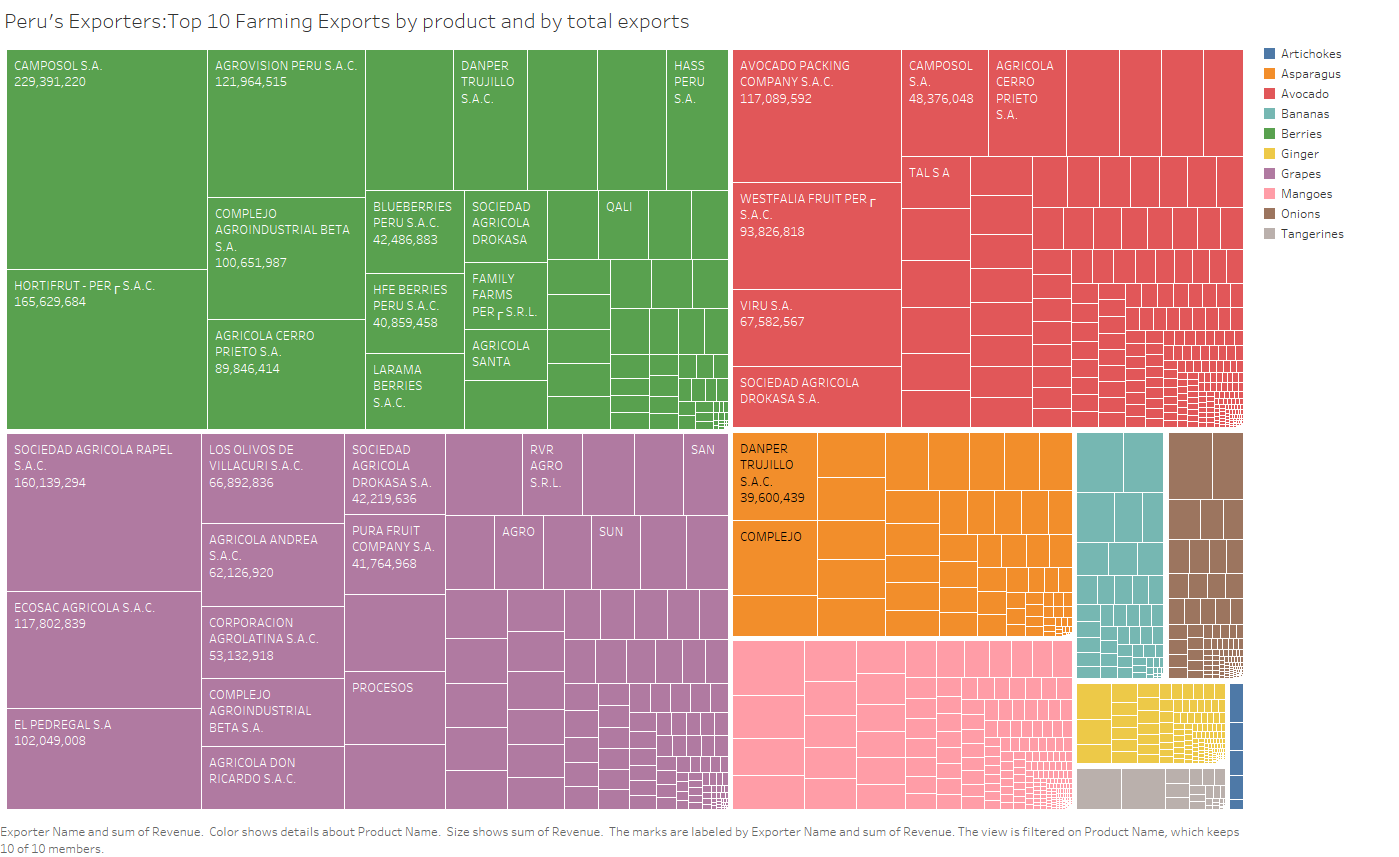 Peru's Exporters:Top 10 Farming Exports by product and by total exports
CAMPOSOL S.A.
229,391,220
HORTIFRUT - PER┌ S.A.C.
165,629,684
AGROVISION PERU S.A.C.
121,964,515
COMPLEJO
AGROINDUSTRIAL BETA
S.A.
100,651,987
AGRICOLA CERRO
PRIETO S.A.
89,846,414
DANPER
TRUJILLO
S.A.C.
HASS
PERU
S.A.
BLUEBERRIES
PERU S.A.C.
42,486,883
HFE BERRIES
PERU S.A.C.
40,859,458
LARAMA
BERRIES
S.A.C.
SOCIEDAD
AGRICOLA
DROKASA
FAMILY
FARMS
PER┌ S.R.L.
AGRICOLA
SANTA
QALI
AVOCADO PACKING
COMPANY S.A.C.
117,089,592
WESTFALIA FRUIT PER┌
S.A.C.
93,826,818
VIRU S.A.
67,582,567
SOCIEDAD AGRICOLA
DROKASA S.A.
CAMPOSOL
S.A.
48,376,048
AGRICOLA
CERRO
PRIETO
S.A.
TAL S A
SOCIEDAD AGRICOLA RAPEL
S.A.C.
160,139,294
ECOSAC AGRICOLA S.A.C.
117,802,839
EL PEDREGAL S.A
102,049,008
LOS OLIVOS DE
VILLACURI S.A.C.
66,892,836
AGRICOLA ANDREA
S.A.C.
62,126,920
CORPORACION
AGROLATINA S.A.C.
53,132,918
COMPLEJO
AGROINDUSTRIAL
BETA S.A.
AGRICOLA DON
RICARDO S.A.C.
SOCIEDAD
AGRICOLA
DROKASA S.A.
42,219,636
PURA FRUIT
COMPANY S.A.
41,764,968
PROCESOS
RVR
AGRO
S.R.L.
SAN
AGRO
SUN
DANPER
TRUJILLO
S.A.C.
39,600,439
COMPLEJO
Artichokes
Asparagus
Avocado
Bananas
Berries
Ginger
Grapes
Mangoes
Onions
Tangerines
Exporter Name and sum of Revenue.  Color shows details about Product Name.  Size shows sum of Revenue.  The marks are labeled by Exporter Name and sum of Revenue. The view is filtered on Product Name, which keeps
10 of 10 members.